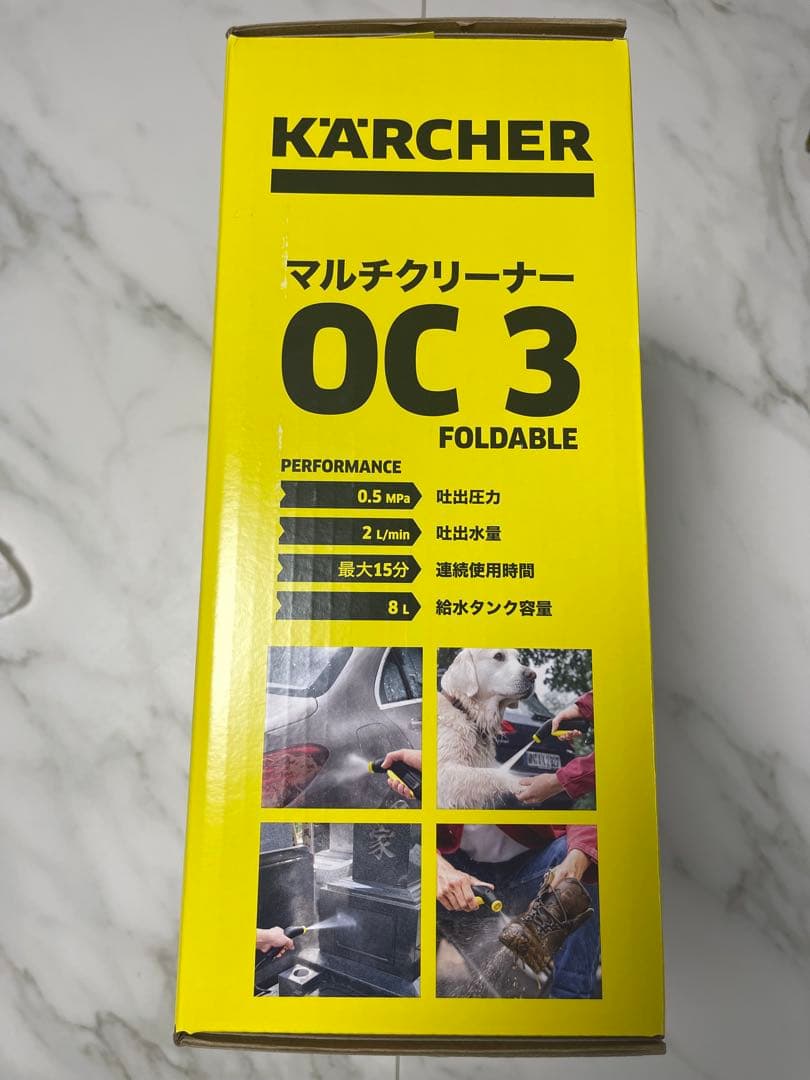 KÄRCHER
マルチクリーナー
OC 3
FOLDABLE
PERFORMANCE
0.5 MPa 吐出圧力
2 L/min 吐出水量
最大15分 連続使用時間
8 L 給水タンク容量
家